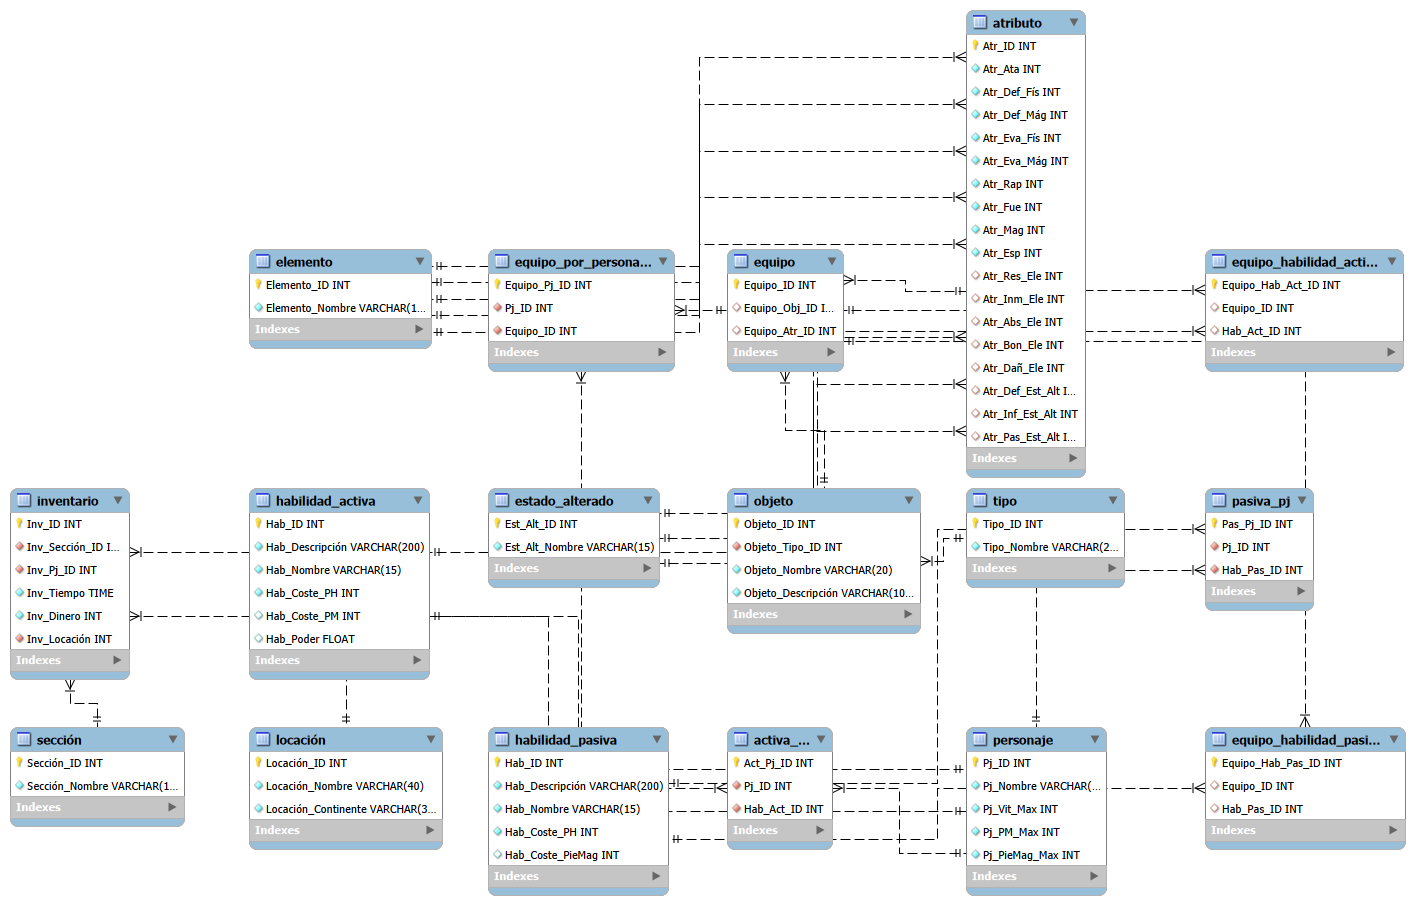 atributo
Atr_ID INT
Atr_Ata INT
Atr_Def_Fís INT
Atr_Def_Mág INT
Atr_Eva_Fís INT
Atr_Eva_Mág INT
Atr_Rap INT
Atr_Fue INT
Atr_Mag INT
Atr_Esp INT
Atr_Res_Ele INT
Atr_Inm_Ele INT
Atr_Abs_Ele INT
Atr_Bon_Ele INT
Atr_Dañ_Ele INT
Atr_Def_Est_Alt I...
Atr_Inf_Est_Alt INT
Atr_Pas_Est_Alt I...
Indexes
elemento
Elemento_ID INT
Elemento_Nombre VARCHAR(1...
Indexes
equipo_por_persona...
Equipo_Pj_ID INT
Pj_ID INT
Equipo_ID INT
Indexes
equipo
Equipo_ID INT
Equipo_Obj_ID I...
Equipo_Atr_ID INT
Indexes
equipo_habilidad_acti...
Equipo_Hab_Act_ID INT
Equipo_ID INT
Hab_Act_ID INT
Indexes
inventario
Inv_ID INT
Inv_Sección_ID I...
Inv_Pj_ID INT
Inv_Tiempo TIME
Inv_Dinero INT
Inv_Locación INT
Indexes
habilidad_activa
Hab_ID INT
Hab_Descripción VARCHAR(200)
Hab_Nombre VARCHAR(15)
Hab_Coste_PH INT
Hab_Coste_PM INT
Hab_Poder FLOAT
Indexes
estado_alterado
Est_Alt_ID INT
Est_Alt_Nombre VARCHAR(15)
Indexes
objeto
Objeto_ID INT
Objeto_Tipo_ID INT
Objeto_Nombre VARCHAR(20)
Objeto_Descripción VARCHAR(10...
Indexes
tipo
Tipo_ID INT
Tipo_Nombre VARCHAR(2...
Indexes
pasiva_pj
Pas_Pj_ID INT
Pj_ID INT
Hab_Pas_ID INT
Indexes
sección
Sección_ID INT
Sección_Nombre VARCHAR(1...
Indexes
locación
Locación_ID INT
Locación_Nombre VARCHAR(40)
Locación_Continente VARCHAR(3...
Indexes
habilidad_pasiva
Hab_ID INT
Hab_Descripción VARCHAR(200)
Hab_Nombre VARCHAR(15)
Hab_Coste_PH INT
Hab_Coste_PieMag INT
Indexes
activa_...
Act_Pj_ID INT
Pj_ID INT
Hab_Act_ID INT
Indexes
personaje
Pj_ID INT
Pj_Nombre VARCHAR(...
Pj_Vit_Max INT
Pj_PM_Max INT
Pj_PieMag_Max INT
Indexes
equipo_habilidad_pasi...
Equipo_Hab_Pas_ID INT
Equipo_ID INT
Hab_Pas_ID INT
Indexes